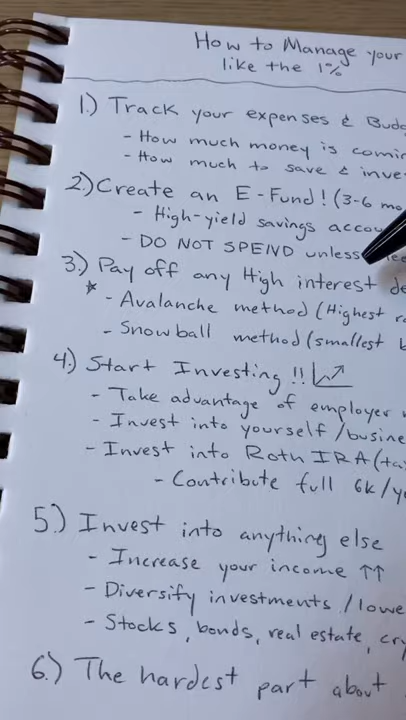 How to Manage your
like the 1%
1.) Track your expenses & Budg
- How much money is comin
- How much to save & inves
2.) Create an E-Fund! (3-6 mo
- High-yield savings accou
- DO NOT SPEND unless
3.) Pay off any High interest de
* - Avalanche method (Highest ra
- Snowball method (smallest b
4.) Start Investing!!
- Take advantage of employer
- Invest into yourself/busine
- Invest into Roth IRA (ta
- Contribute full 6k/y
5.) Invest into anything else
- Increase your income ↑↑
- Diversify investments / lowe
- Stocks, bonds, real estate, cry
6.) The hardest part about